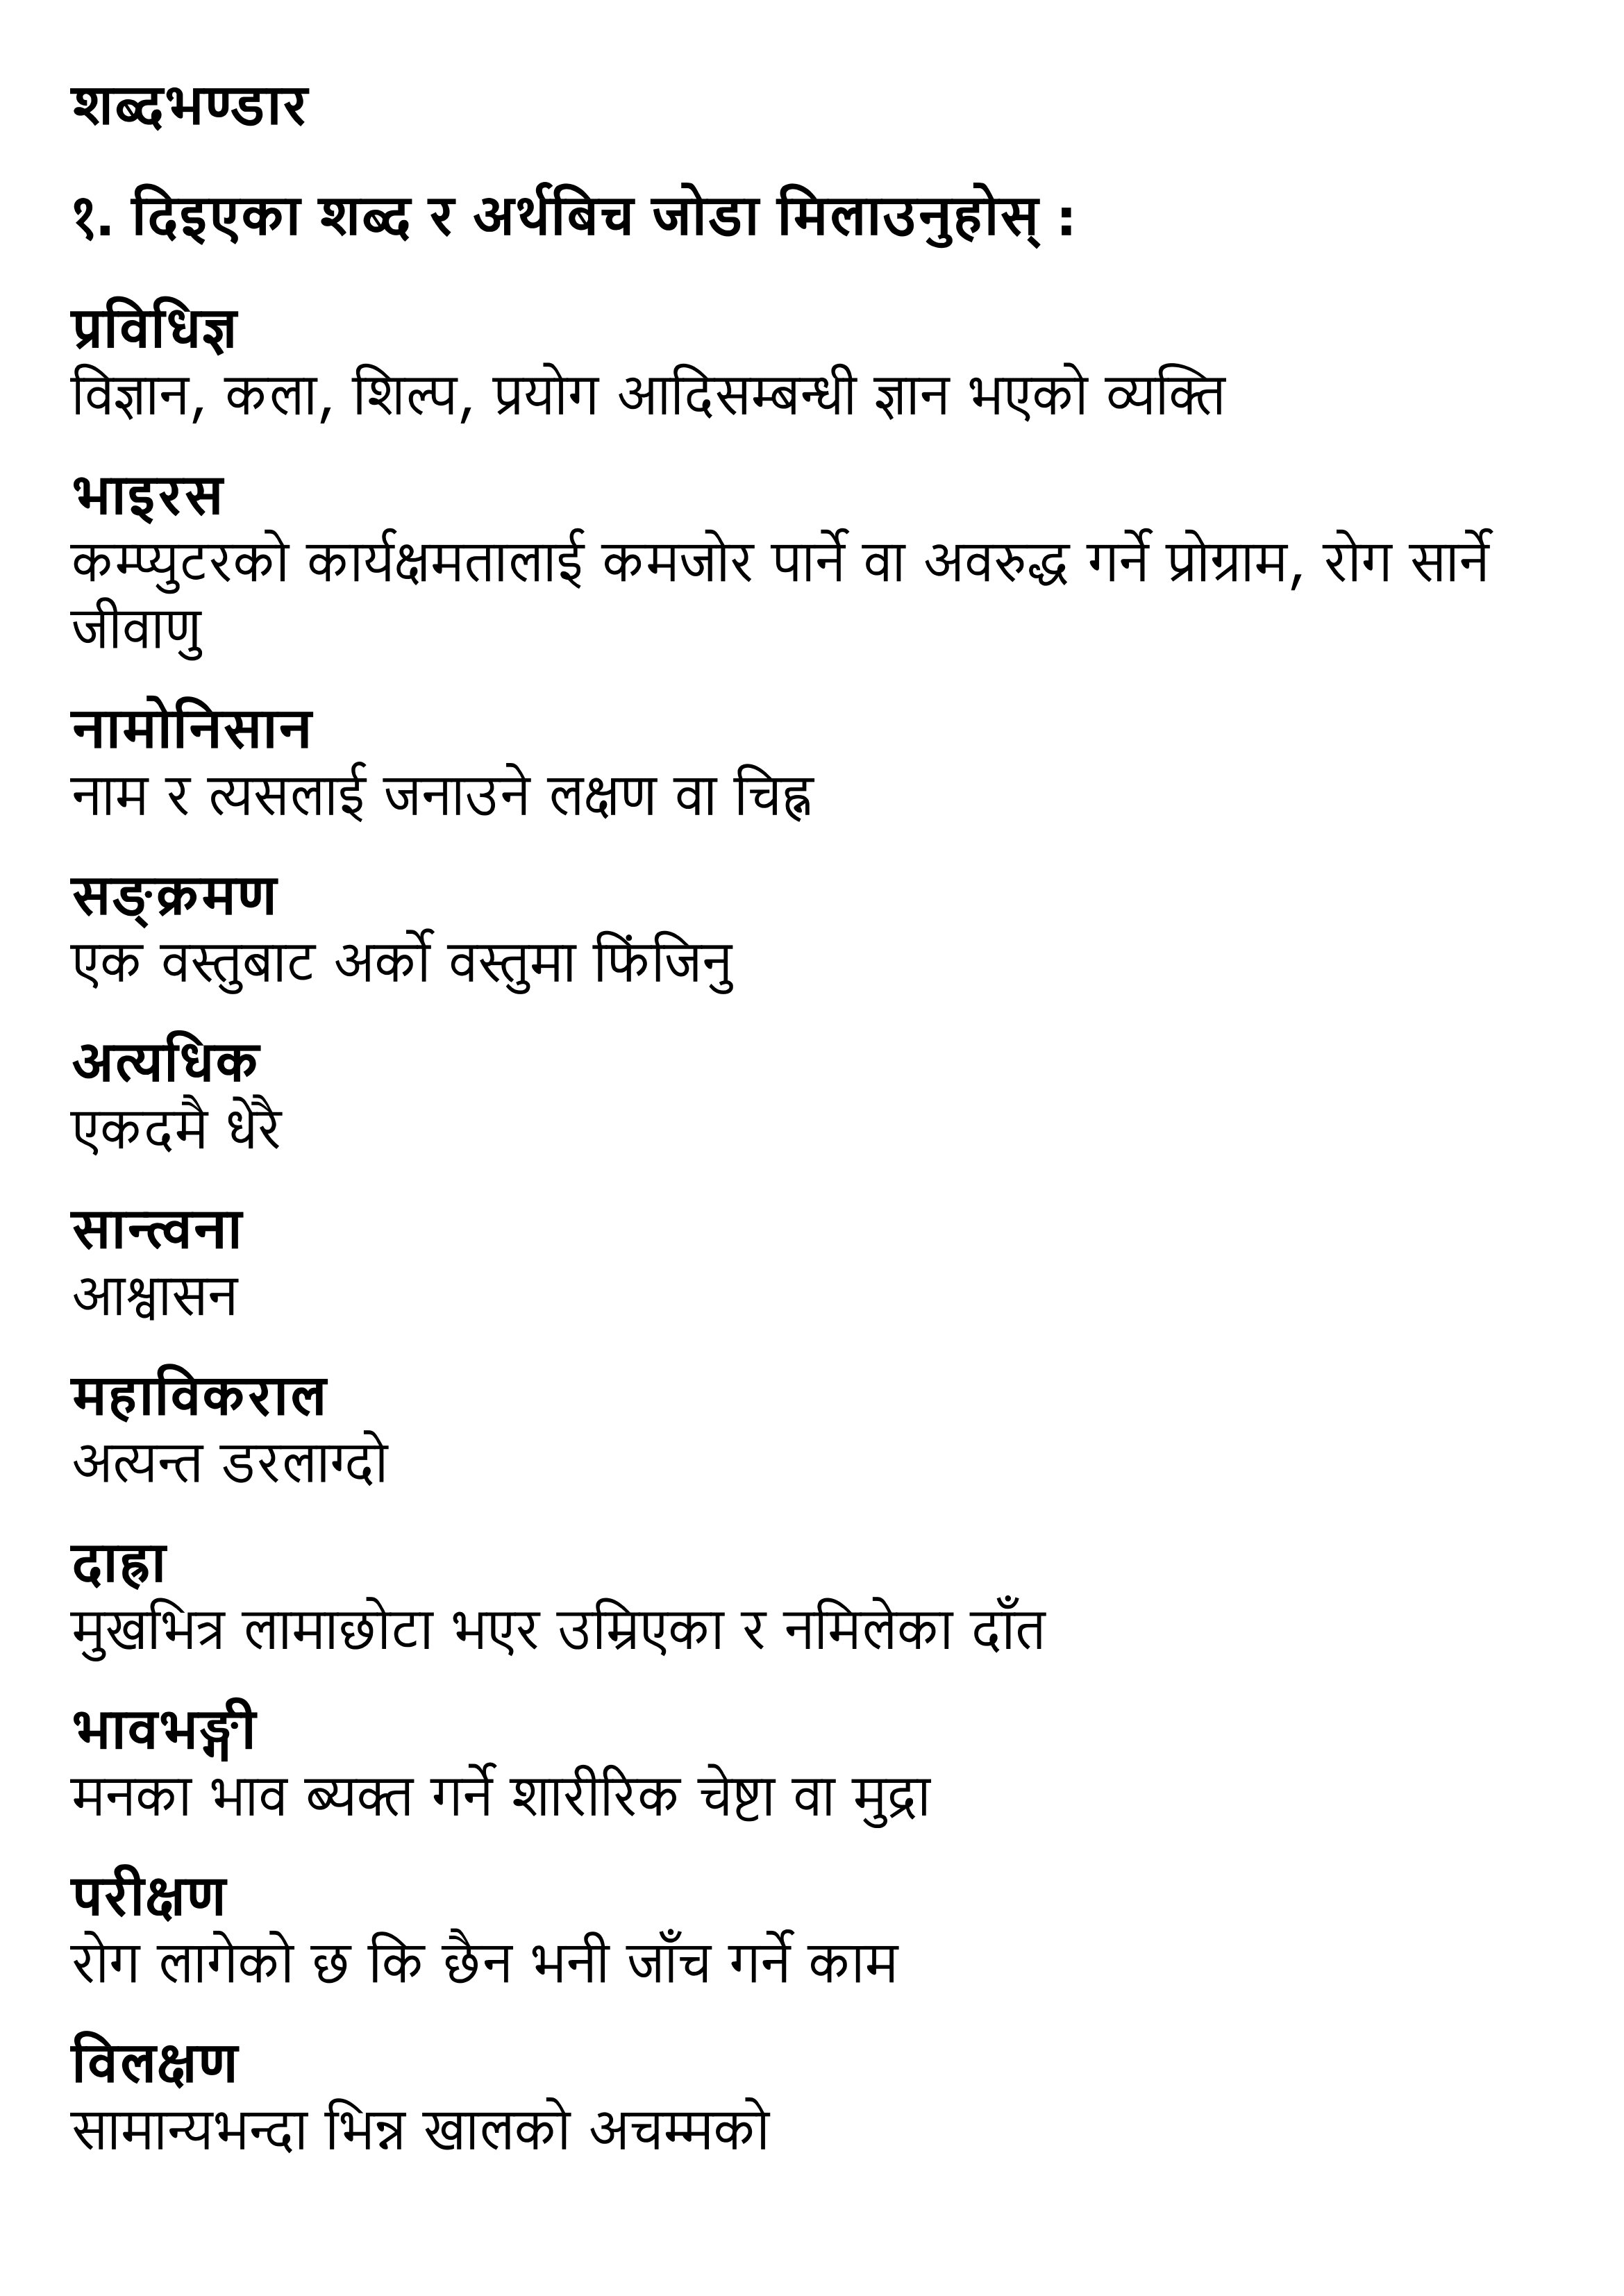 शब्दभण्डार
१. दिइएका शब्द र अर्थबिच जोडा मिलाउनुहोस् :
प्रविधिज्ञ
विज्ञान, कला, शिल्प, प्रयोग आदिसम्बन्धी ज्ञान भएको व्यक्ति
भाइरस
कम्प्युटरको कार्यक्षमतालाई कमजोर पार्ने वा अवरुद्ध गर्ने प्रोग्राम, रोग सार्ने
जीवाणु
नामोनिसान
नाम र त्यसलाई जनाउने लक्षण वा चिह्न
सङ्क्रमण
एक वस्तुबाट अर्को वस्तुमा फिंजिनु
अत्यधिक
एकदमै धेरै
सान्त्वना
आश्वासन
महाविकराल
अत्यन्त डरलाग्दो
दाह्रा
मुखभित्र लामाछोटा भएर उम्रिएका र नमिलेका दाँत
भावभङ्गी
मनका भाव ब्यक्त गर्ने शारीरिक चेष्टा वा मुद्रा
परीक्षण
रोग लागेको छ कि छैन भनी जाँच गर्ने काम
विलक्षण
सामान्यभन्दा भिन्न खालको अचम्मको